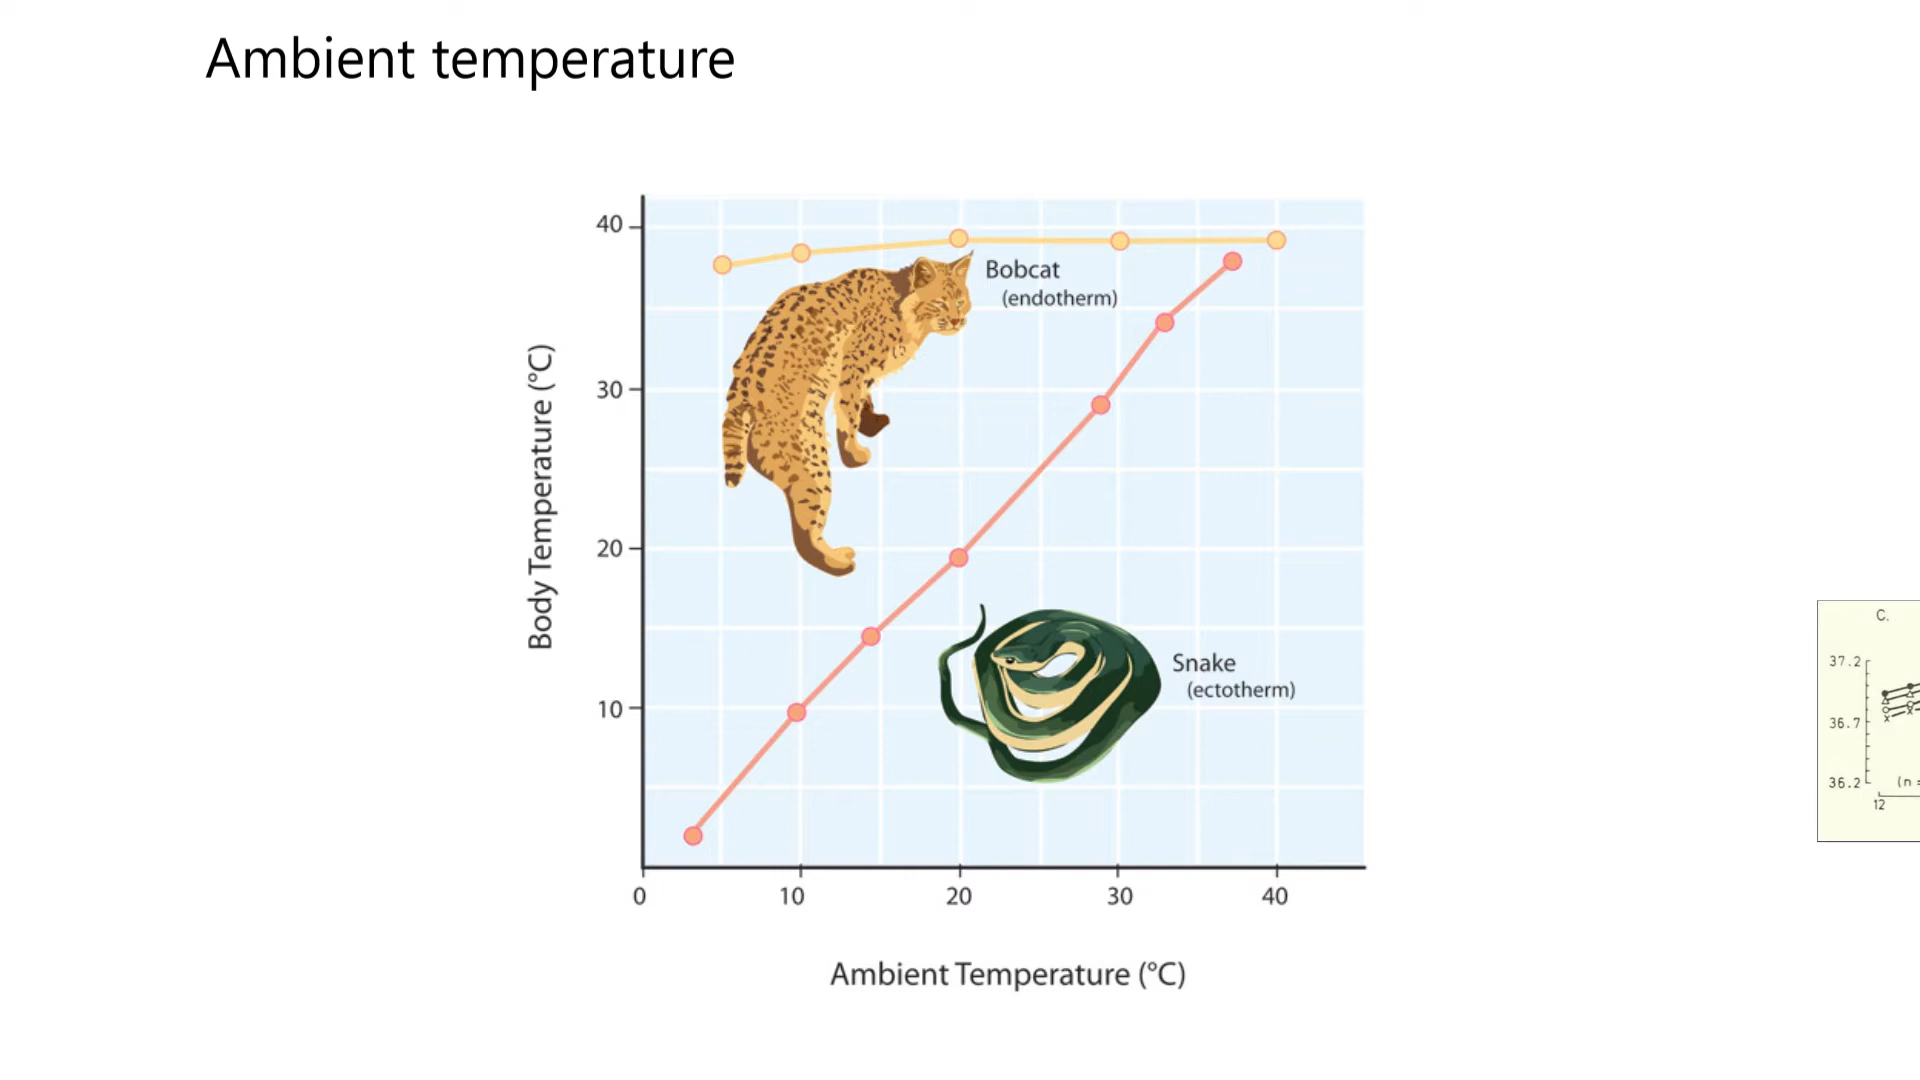 Ambient temperature
40
30
20
10
Body Temperature (°C)
Bobcat
(endotherm)
Snake
(ectotherm)
0 10 20 30 40
Ambient Temperature (°C)
C.
37.2
36.7
36.2
(n =
12